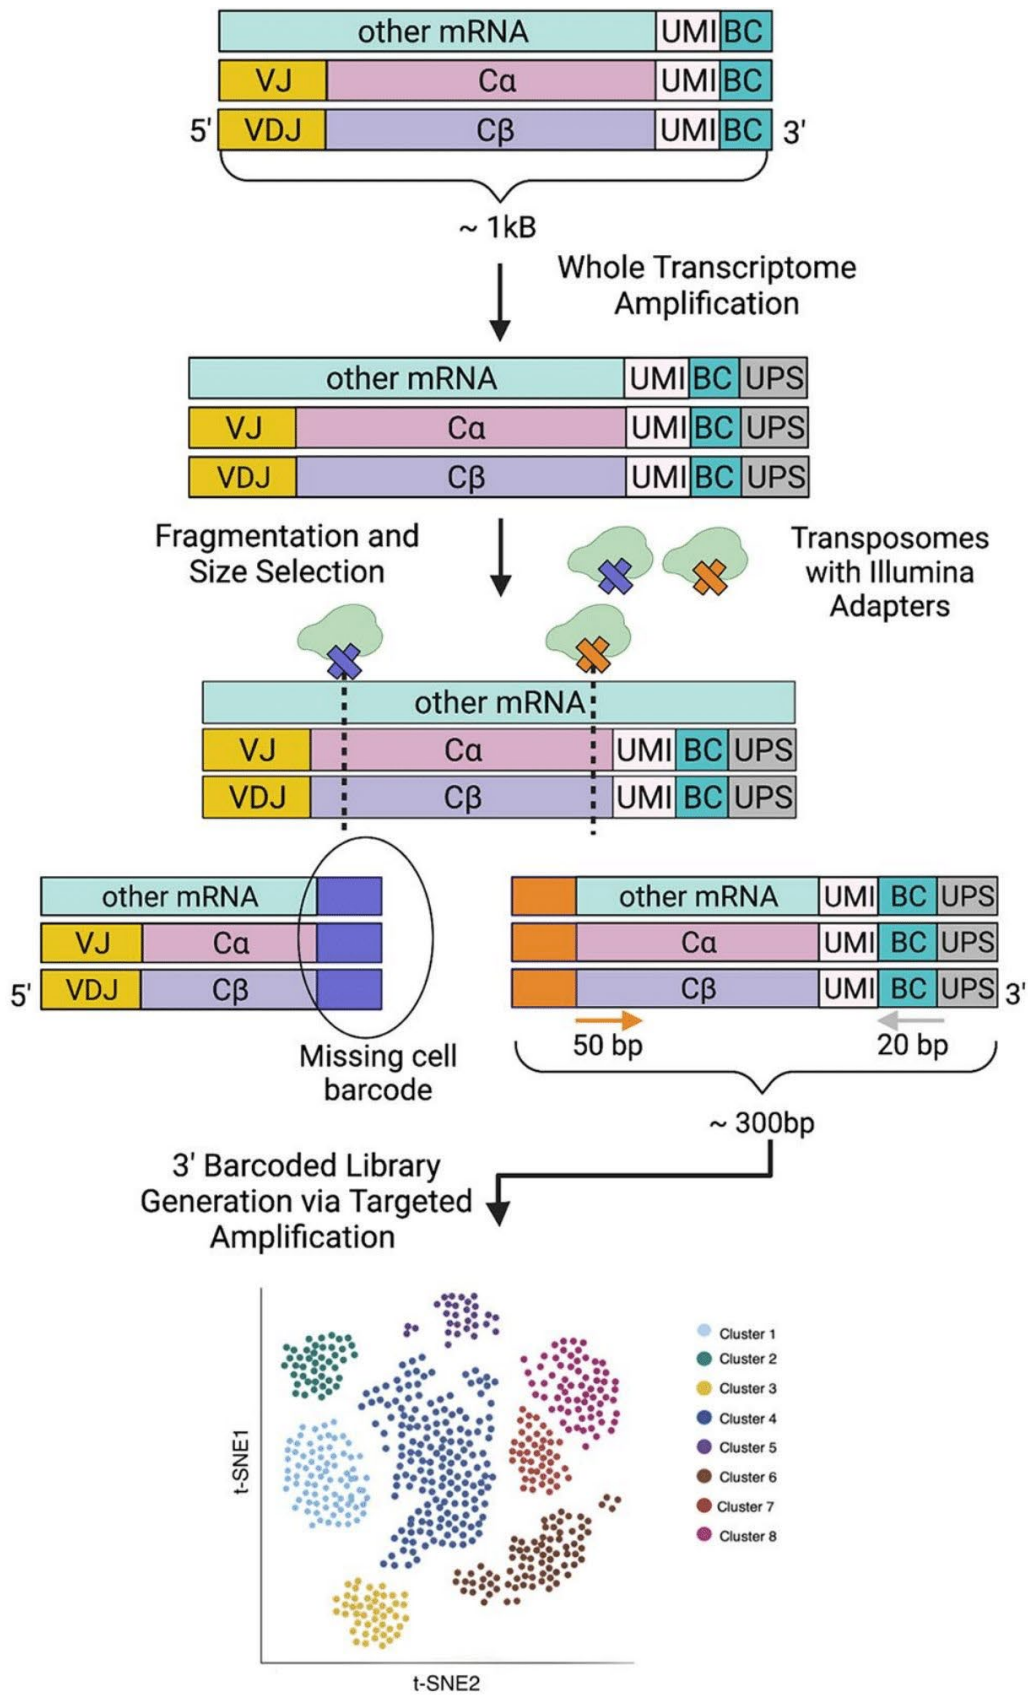 other mRNA UMI BC
VJ Cα UMI BC
5' VDJ Cβ UMI BC 3'
~ 1kB
Whole Transcriptome
Amplification
other mRNA UMI BC UPS
VJ Cα UMI BC UPS
VDJ Cβ UMI BC UPS
Fragmentation and
Size Selection
Transposomes
with Illumina
Adapters
other mRNA
VJ Cα UMI BC UPS
VDJ Cβ UMI BC UPS
other mRNA
VJ Cα
5' VDJ Cβ
Missing cell
barcode
other mRNA UMI BC UPS
Cα UMI BC UPS
Cβ UMI BC UPS 3'
50 bp 20 bp
~ 300bp
3' Barcoded Library
Generation via Targeted
Amplification
t-SNE1
t-SNE2
Cluster 1
Cluster 2
Cluster 3
Cluster 4
Cluster 5
Cluster 6
Cluster 7
Cluster 8